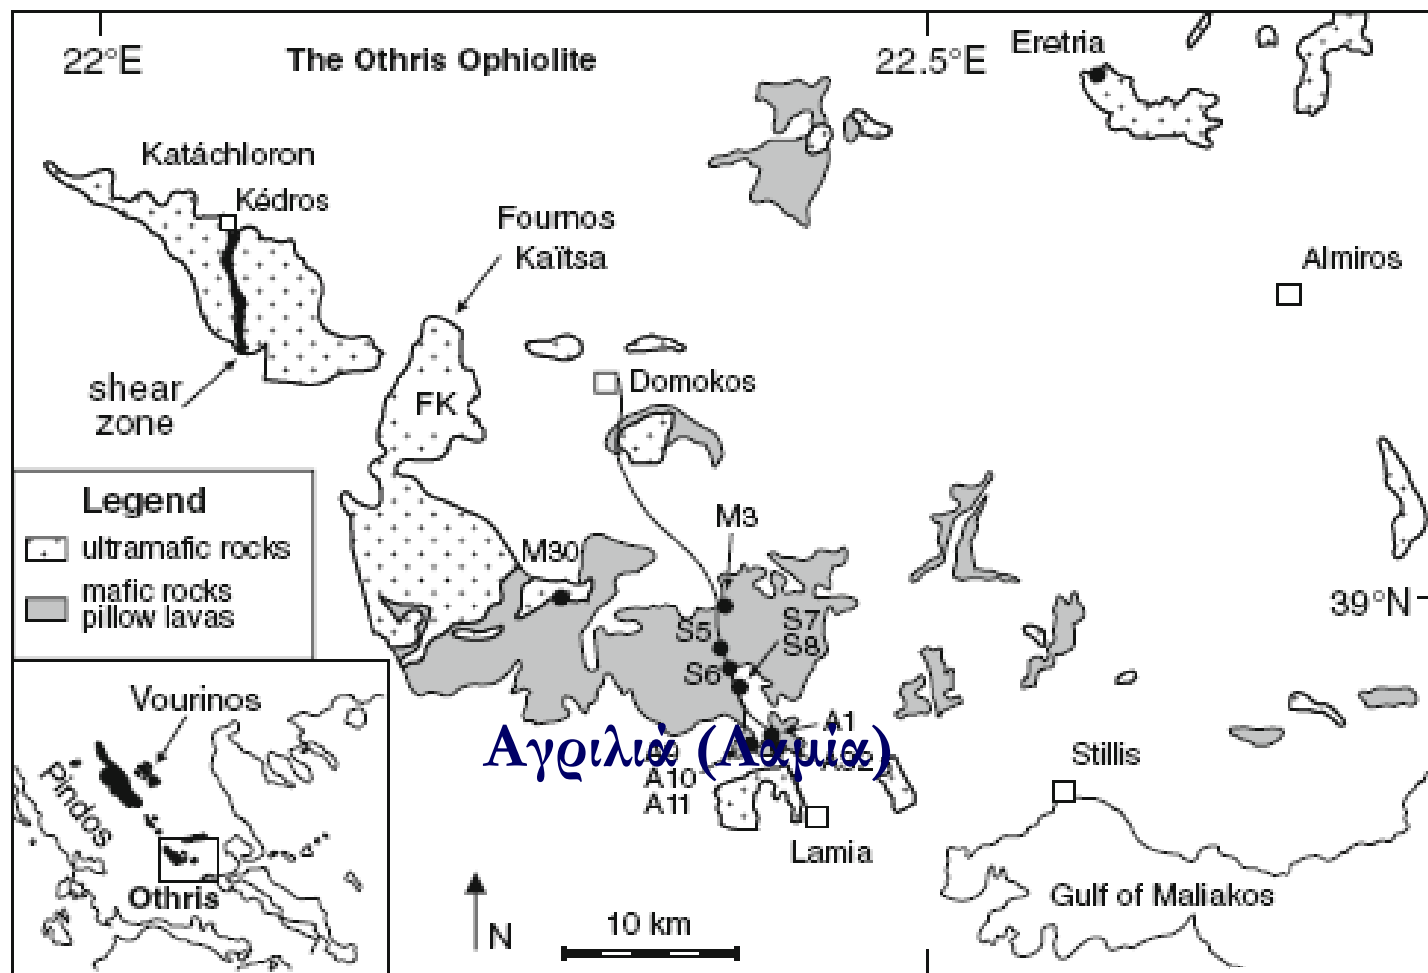 22°E
The Othris Ophiolite
22.5°E
Eretria
Katáchloron
Kédros
Fournos
Kaïtsa
Almiros
shear
zone
FK
Domokos
Legend
ultramafic rocks
mafic rocks
pillow lavas
M30
M3
39°N
S5
S7
S8
S6
A1
Αγριλιά (Λαμία)
A10
A11
Stillis
Lamia
Gulf of Maliakos
Vourinos
Pindos
Othris
N
10 km